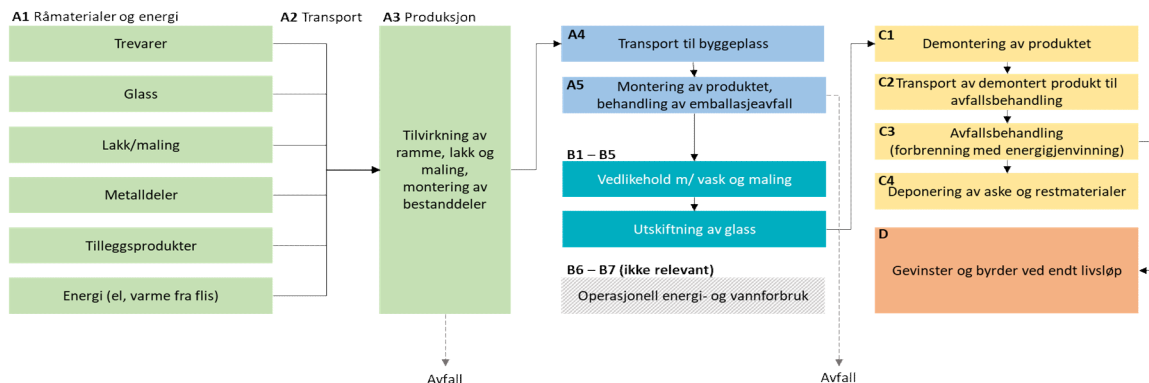 A1 Råmaterialer og energi
Trevarer
Glass
Lakk/maling
Metalldeler
Tilleggsprodukter
Energi (el, varme fra flis)
A2 Transport
A3 Produksjon
Tilvirkning av
ramme, lakk og
maling,
montering av
bestanddeler
Avfall
A4
Transport til byggeplass
A5
Montering av produktet,
behandling av emballasjeavfall
B1 – B5
Vedlikehold m/ vask og maling
Utskiftning av glass
B6 – B7 (ikke relevant)
Operasjonell energi- og vannforbruk
Avfall
C1
Demontering av produktet
C2
Transport av demontert produkt til
avfallsbehandling
C3
Avfallsbehandling
(forbrenning med energigjenvinning)
C4
Deponering av aske og restmaterialer
D
Gevinster og byrder ved endt livsløp